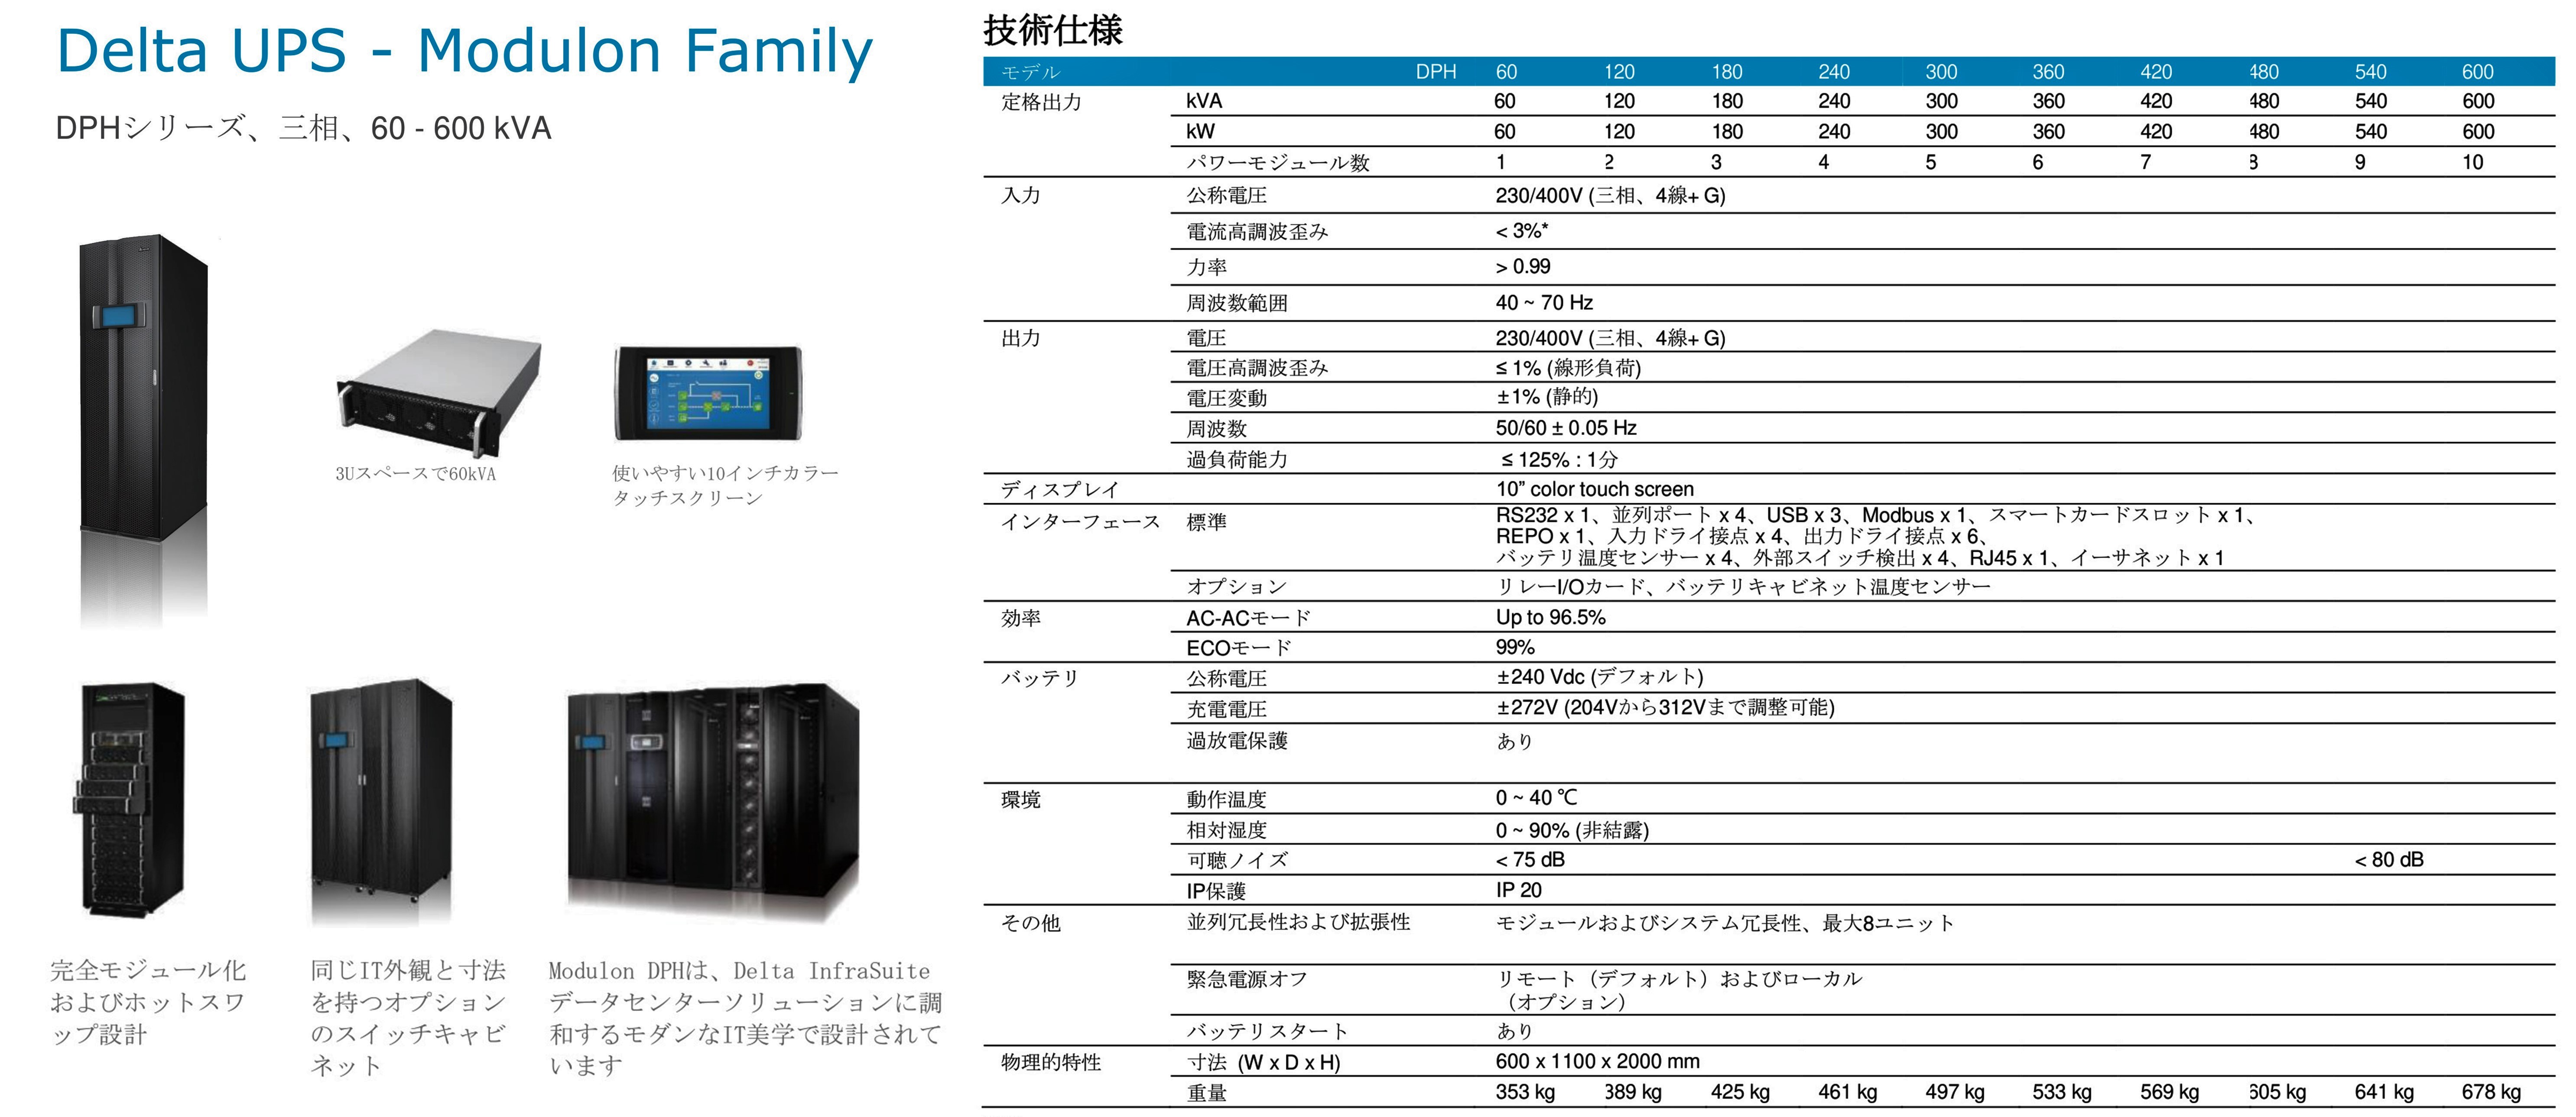 Delta UPS - Modulon Family
DPHシリーズ、三相、60 - 600 kVA
3Uスペースで60kVA
使いやすい10インチカラー
タッチスクリーン
完全モジュール化
およびホットスワ
ップ設計
同じIT外観と寸法
を持つオプション
のスイッチキャビ
ネット
Modulon DPHは、Delta InfraSuite
データセンターソリューションに調
和するモダンなIT美学で設計されて
います
技術仕様
モデル DPH 60 120 180 240 300 360 420 480 540 600
定格出力 kVA 60 120 180 240 300 360 420 480 540 600
kW 60 120 180 240 300 360 420 480 540 600
パワーモジュール数 1 2 3 4 5 6 7 8 9 10
入力 公称電圧 230/400V (三相、4線+ G)
電流高調波歪み < 3%*
力率 > 0.99
周波数範囲 40 ~ 70 Hz
出力 電圧 230/400V (三相、4線+ G)
電圧高調波歪み ≤ 1% (線形負荷)
電圧変動 ±1% (静的)
周波数 50/60 ± 0.05 Hz
過負荷能力 ≤ 125% : 1分
ディスプレイ 10” color touch screen
インターフェース 標準 RS232 x 1、並列ポート x 4、USB x 3、Modbus x 1、スマートカードスロット x 1、
REPO x 1、入力ドライ接点 x 4、出力ドライ接点 x 6、
バッテリ温度センサー x 4、外部スイッチ検出 x 4、RJ45 x 1、イーサネット x 1
オプション リレーI/Oカード、バッテリキャビネット温度センサー
効率 AC-ACモード Up to 96.5%
ECOモード 99%
バッテリ 公称電圧 ±240 Vdc (デフォルト)
充電電圧 ±272V (204Vから312Vまで調整可能)
過放電保護 あり
環境 動作温度 0 ~ 40 ℃
相対湿度 0 ~ 90% (非結露)
可聴ノイズ < 75 dB < 80 dB
IP保護 IP 20
その他 並列冗長性および拡張性 モジュールおよびシステム冗長性、最大8ユニット
緊急電源オフ リモート（デフォルト）およびローカル
（オプション）
バッテリスタート あり
物理的特性 寸法 (W x D x H) 600 x 1100 x 2000 mm
重量 353 kg 389 kg 425 kg 461 kg 497 kg 533 kg 569 kg 605 kg 641 kg 678 kg